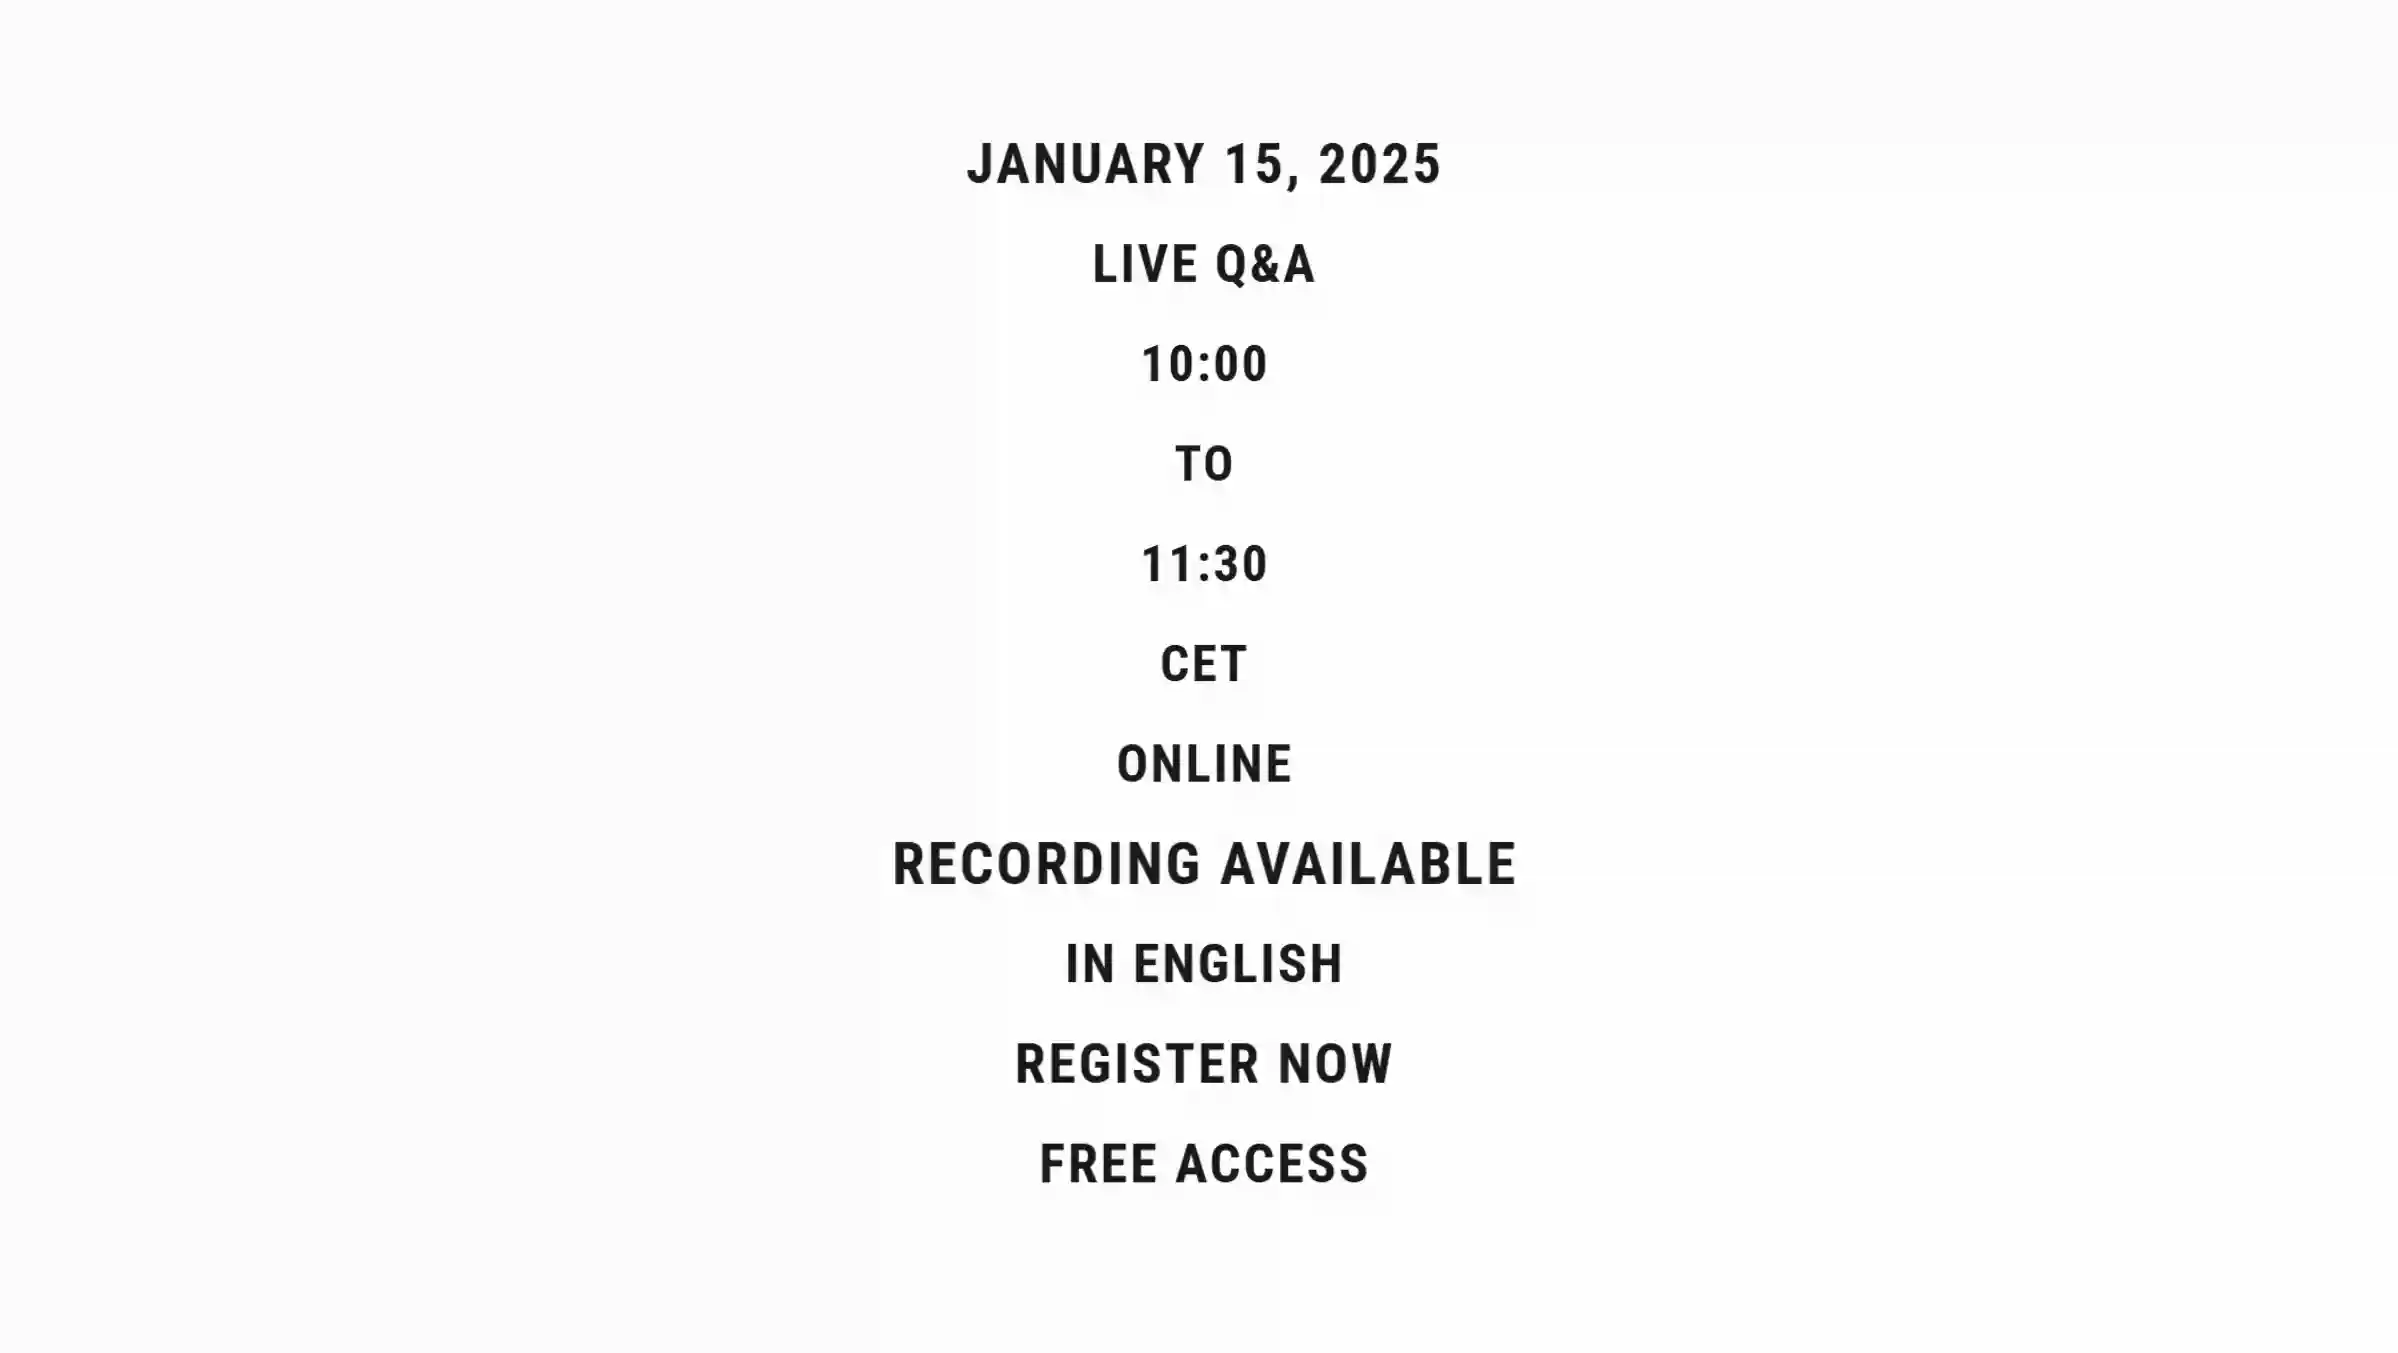 JANUARY 15, 2025
LIVE Q&A
10:00
TO
11:30
CET
ONLINE
RECORDING AVAILABLE
IN ENGLISH
REGISTER NOW
FREE ACCESS